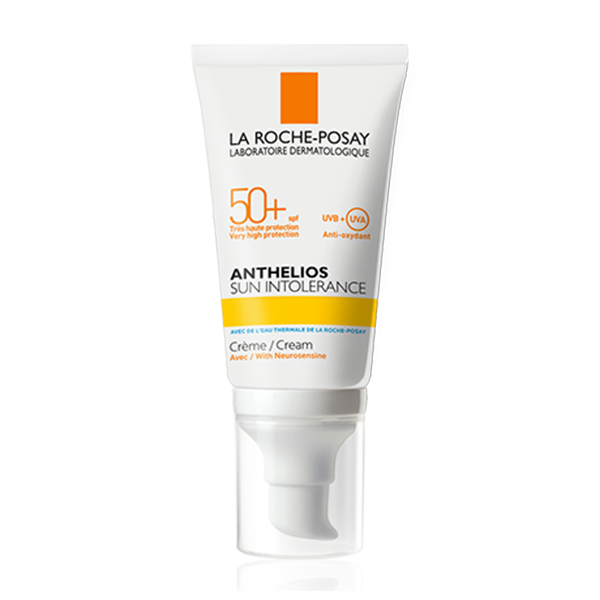 LA ROCHE-POSAY
LABORATOIRE DERMATOLOGIQUE
50+ spf
Très haute protection
Very high protection
UVB + UVA
Anti-oxydant
ANTHELIOS
SUN INTOLERANCE
AVEC DE L'EAU THERMALE DE LA ROCHE-POSAY
Crème / Cream
Avec / With Neurosensine